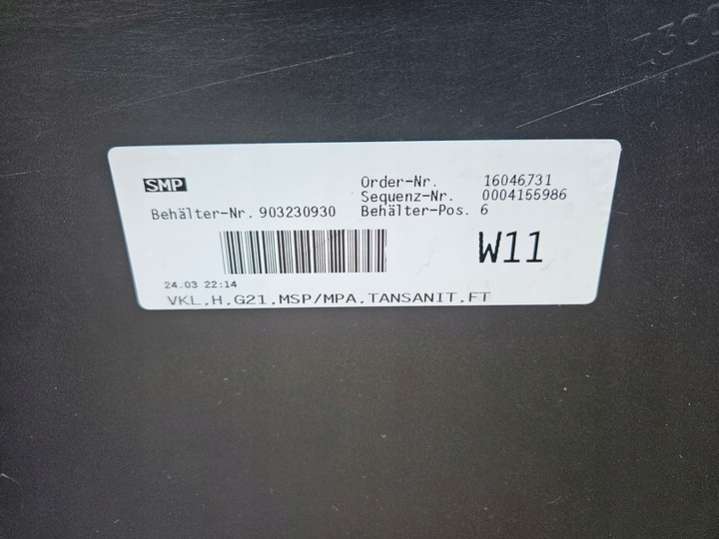 3300
SMP
Order-Nr. 16046731
Sequenz-Nr. 0004155986
Behälter-Nr. 903230930 Behälter-Pos. 6
W11
24.03 22:14
VKL,H,G21,MSP/MPA,TANSANIT,FT